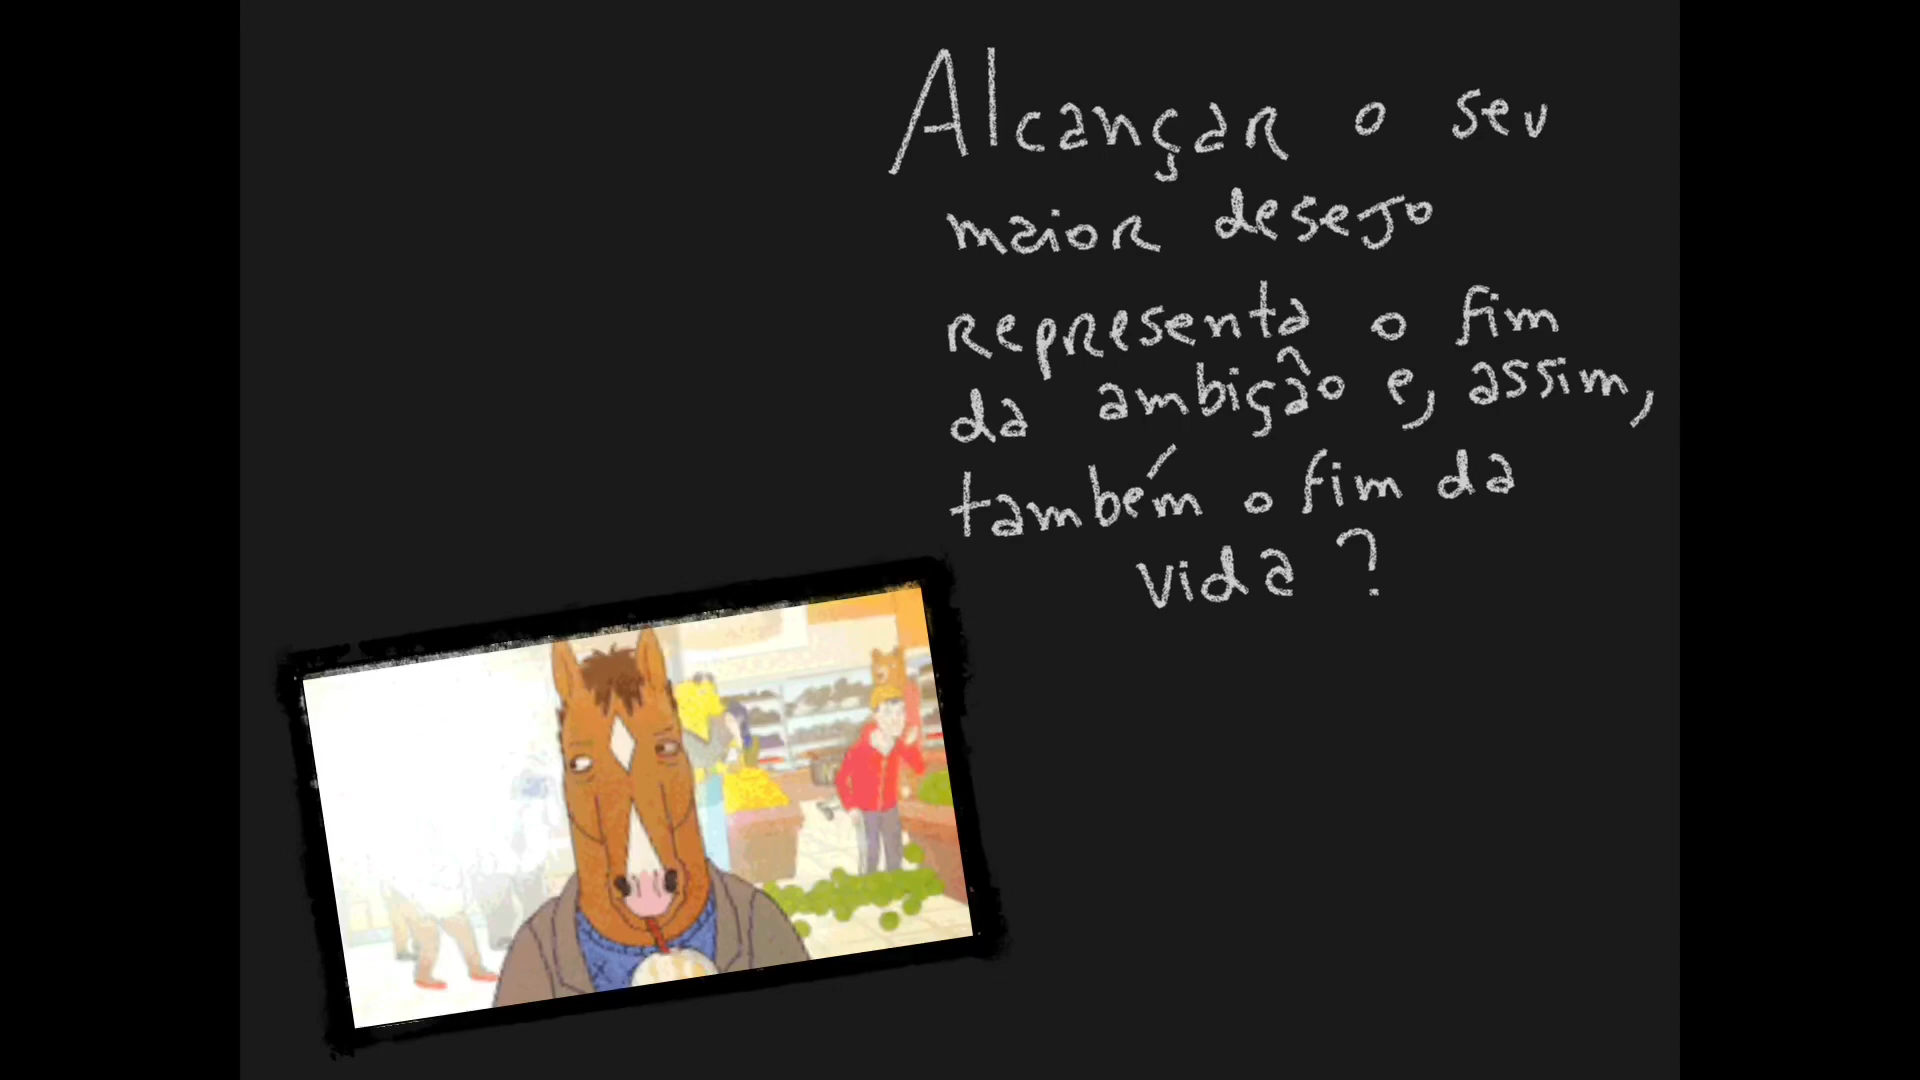 Alcançar o seu
maior desejo
representa o fim
da ambição e, assim,
também o fim da
vida?